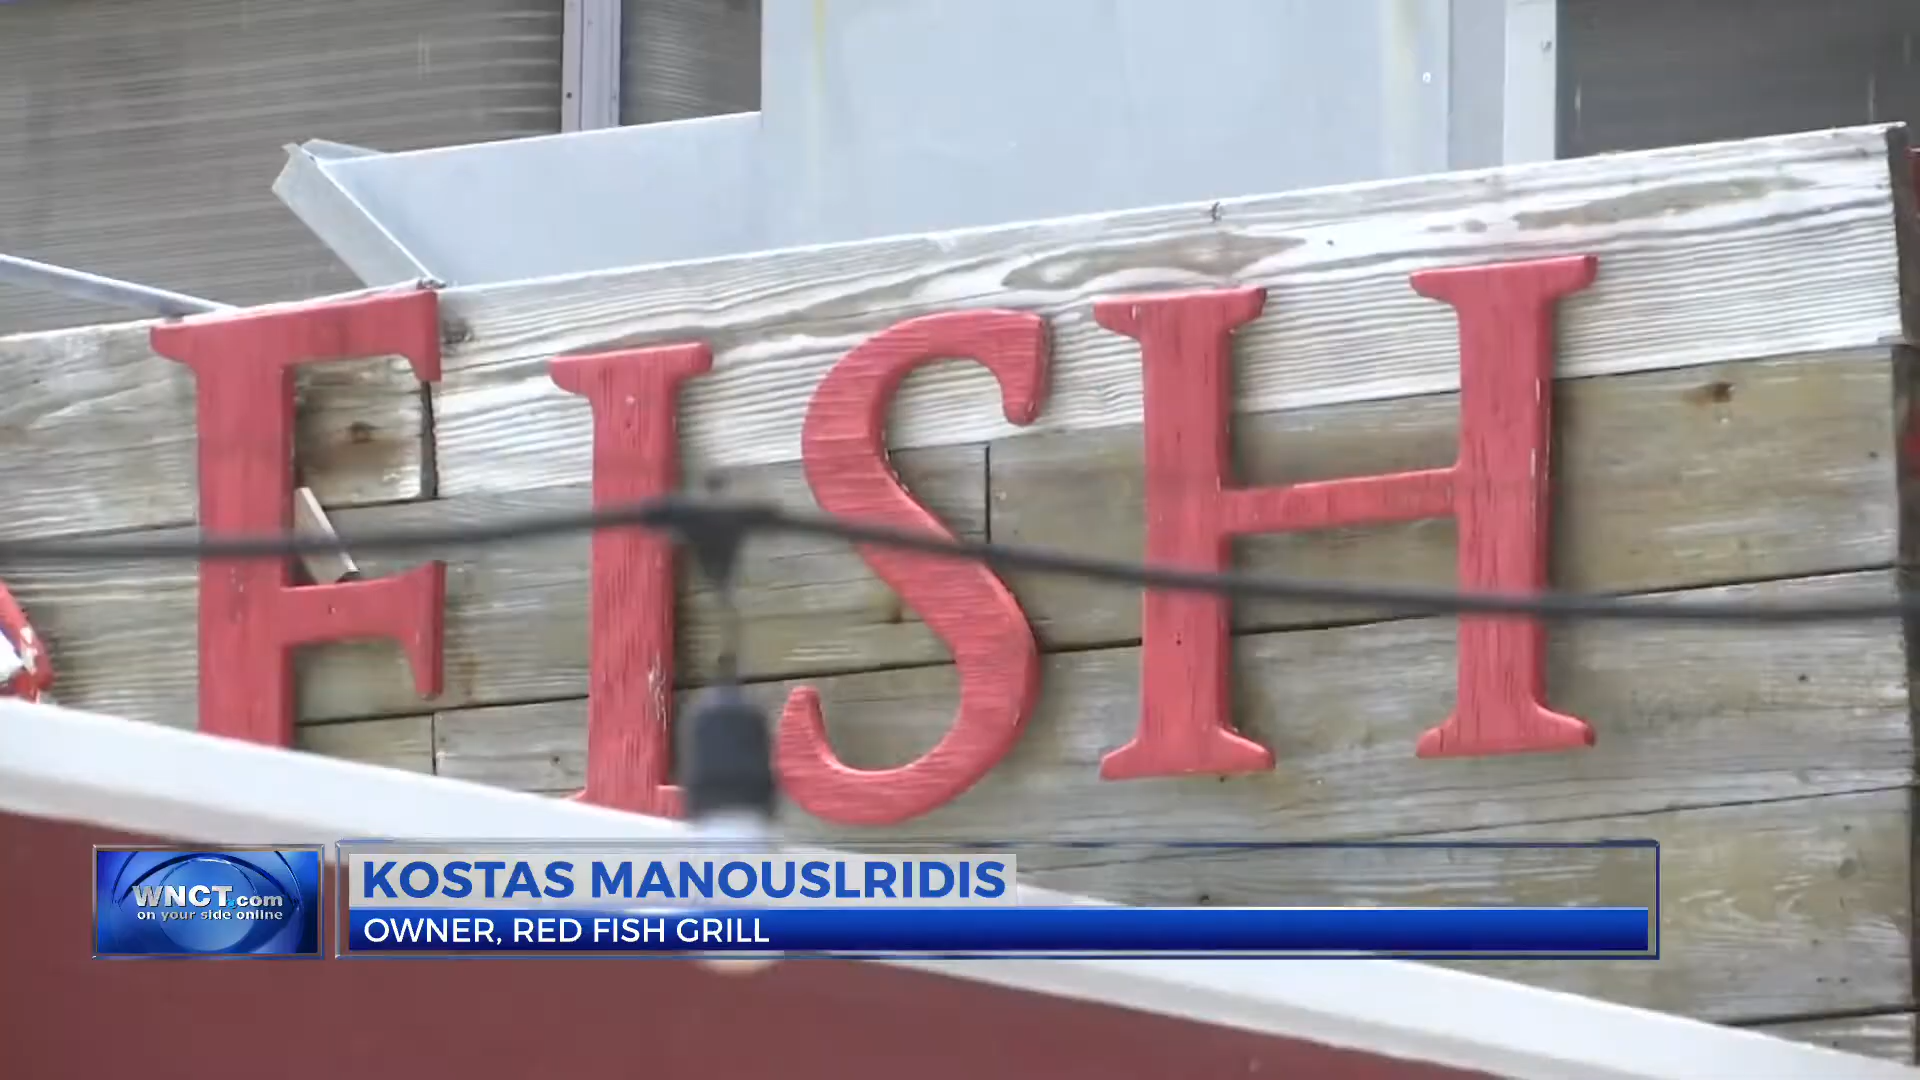 FISH
KOSTAS MANOUSLRIDIS
OWNER, RED FISH GRILL
WNCT.com
on your side online